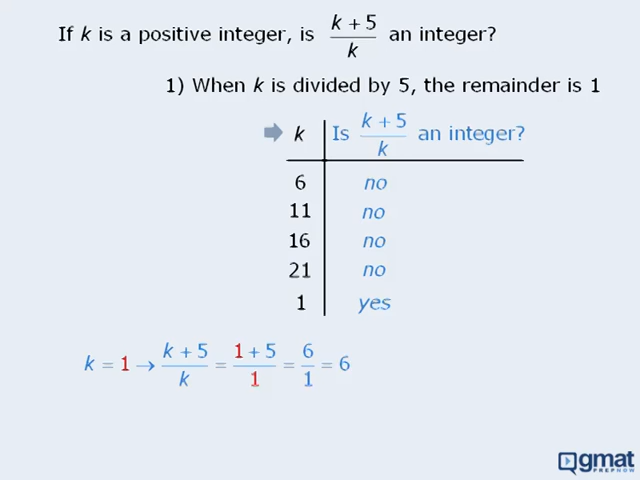 If k is a positive integer, is (k + 5)/k an integer?
1) When k is divided by 5, the remainder is 1
k Is (k + 5)/k an integer?
6 no
11 no
16 no
21 no
1 yes
k = 1 → (k + 5)/k = (1 + 5)/1 = 6/1 = 6
gmat
PREPNOW